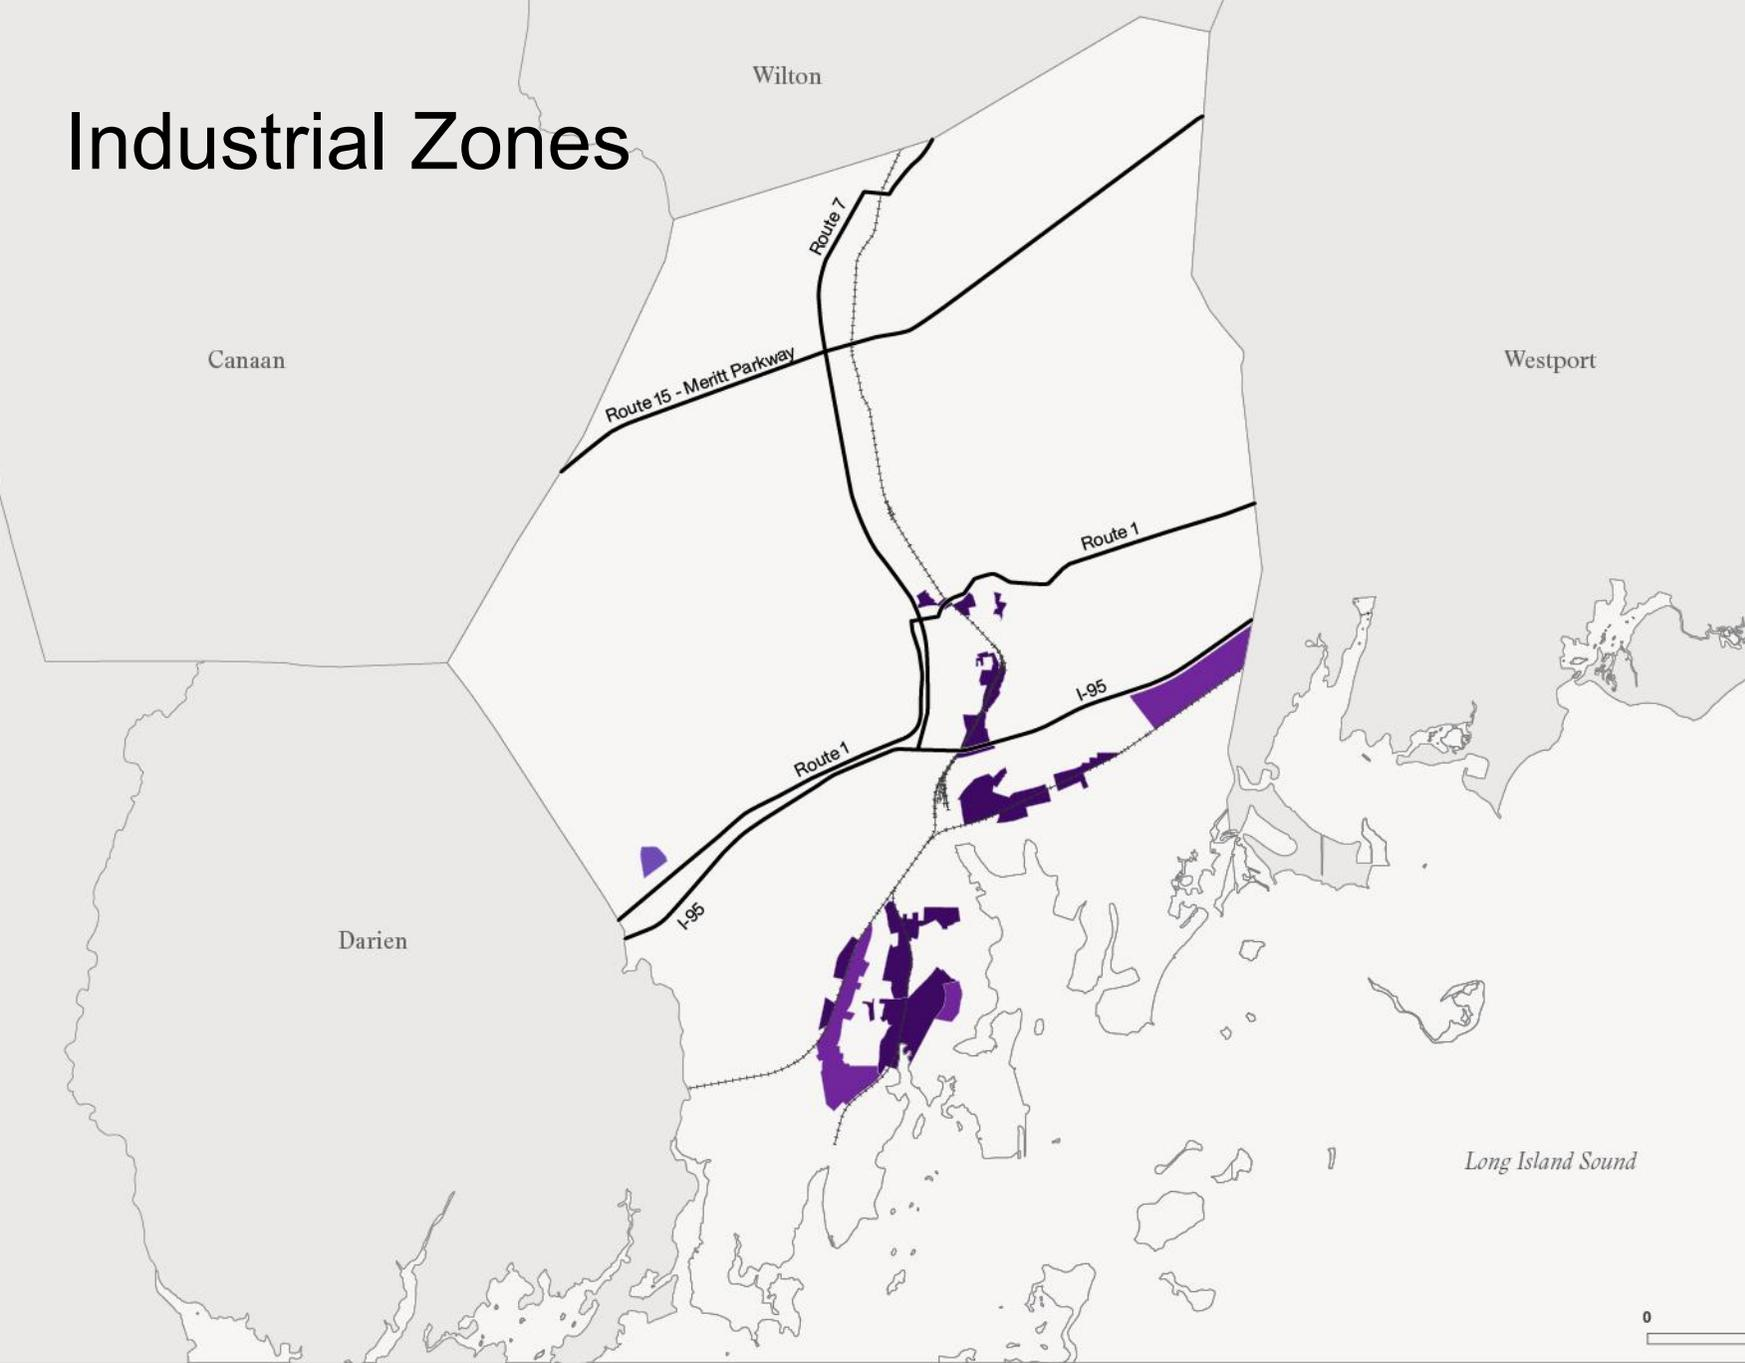 Wilton
Industrial Zones
Route 7
Canaan
Route 15 - Meritt Parkway
Westport
Route 1
I-95
Route 1
I-95
Darien
Long Island Sound
0